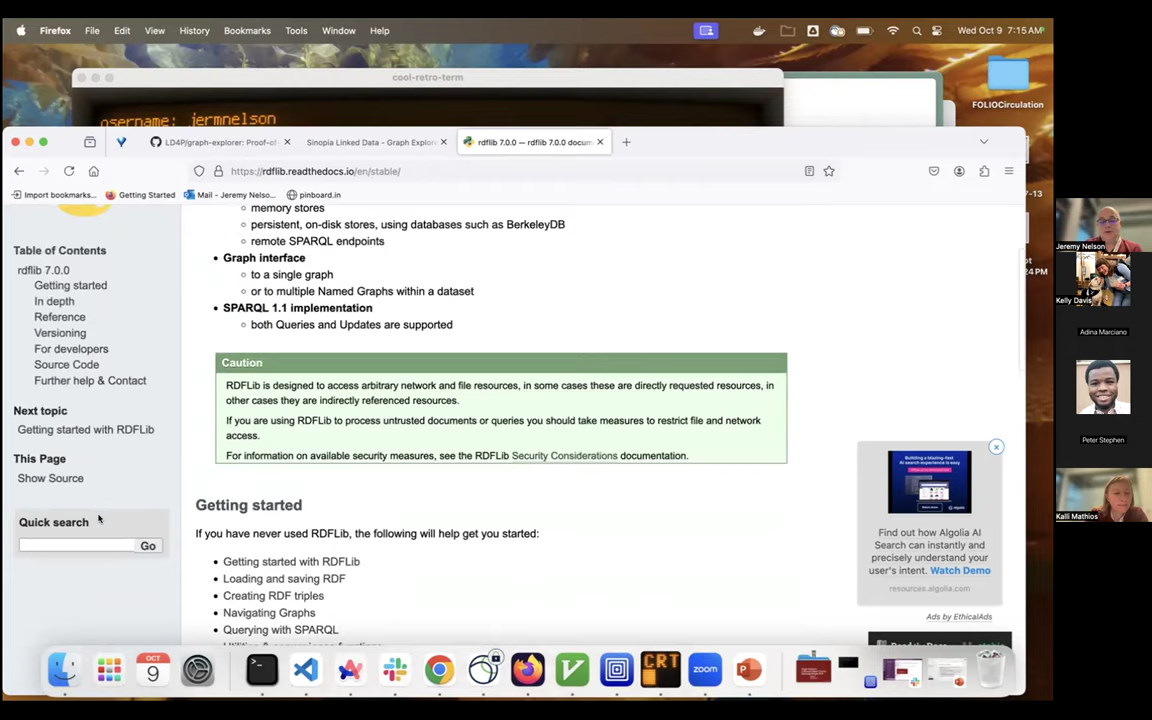 Firefox File Edit View History Bookmarks Tools Window Help Wed Oct 9 7:15 AM
cool-retro-term
username: jermnelson
FOLIOCirculation
LD4P/graph-explorer: Proof-of- Sinopia Linked Data - Graph Explor rdflib 7.0.0 — rdflib 7.0.0 docum
https://rdflib.readthedocs.io/en/stable/
Import bookmarks... Getting Started Mail - Jeremy Nelso... pinboard.in
memory stores
persistent, on-disk stores, using databases such as BerkeleyDB
remote SPARQL endpoints
Graph interface
to a single graph
or to multiple Named Graphs within a dataset
SPARQL 1.1 implementation
both Queries and Updates are supported
Table of Contents
rdflib 7.0.0
Getting started
In depth
Reference
Versioning
For developers
Source Code
Further help & Contact
Next topic
Getting started with RDFLib
This Page
Show Source
Quick search
Go
Caution
RDFLib is designed to access arbitrary network and file resources, in some cases these are directly requested resources, in
other cases they are indirectly referenced resources.
If you are using RDFLib to process untrusted documents or queries you should take measures to restrict file and network
access.
For information on available security measures, see the RDFLib Security Considerations documentation.
Getting started
If you have never used RDFLib, the following will help get you started:
Getting started with RDFLib
Loading and saving RDF
Creating RDF triples
Navigating Graphs
Querying with SPARQL
Building a blazing-fast
AI search experience is easy
Find out how Algolia AI
Search can instantly and
precisely understand your
user's intent. Watch Demo
resources.algolia.com
Ads by EthicalAds
OCT
9
CRT
zoom
Jeremy Nelson
Kelly Davis
Adina Marciano
Peter Stephen
Kalli Mathios